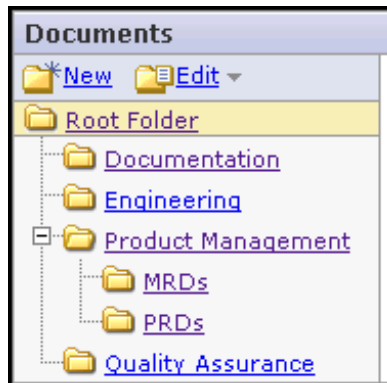 Documents
New Edit
Root Folder
Documentation
Engineering
Product Management
MRDs
PRDs
Quality Assurance